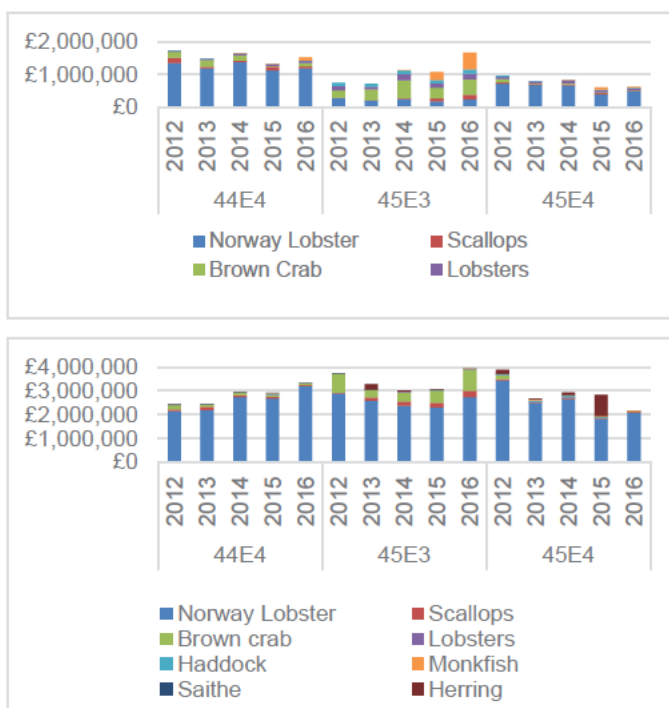 £2,000,000
£1,000,000
£0
2012 2013 2014 2015 2016 2012 2013 2014 2015 2016 2012 2013 2014 2015 2016
44E4 45E3 45E4
Norway Lobster Scallops
Brown Crab Lobsters
£4,000,000
£3,000,000
£2,000,000
£1,000,000
£0
2012 2013 2014 2015 2016 2012 2013 2014 2015 2016 2012 2013 2014 2015 2016
44E4 45E3 45E4
Norway Lobster Scallops
Brown crab Lobsters
Haddock Monkfish
Saithe Herring